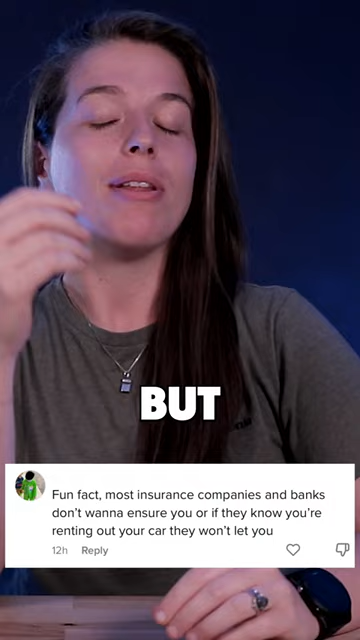 BUT
Fun fact, most insurance companies and banks
don't wanna ensure you or if they know you're
renting out your car they won't let you
12h Reply